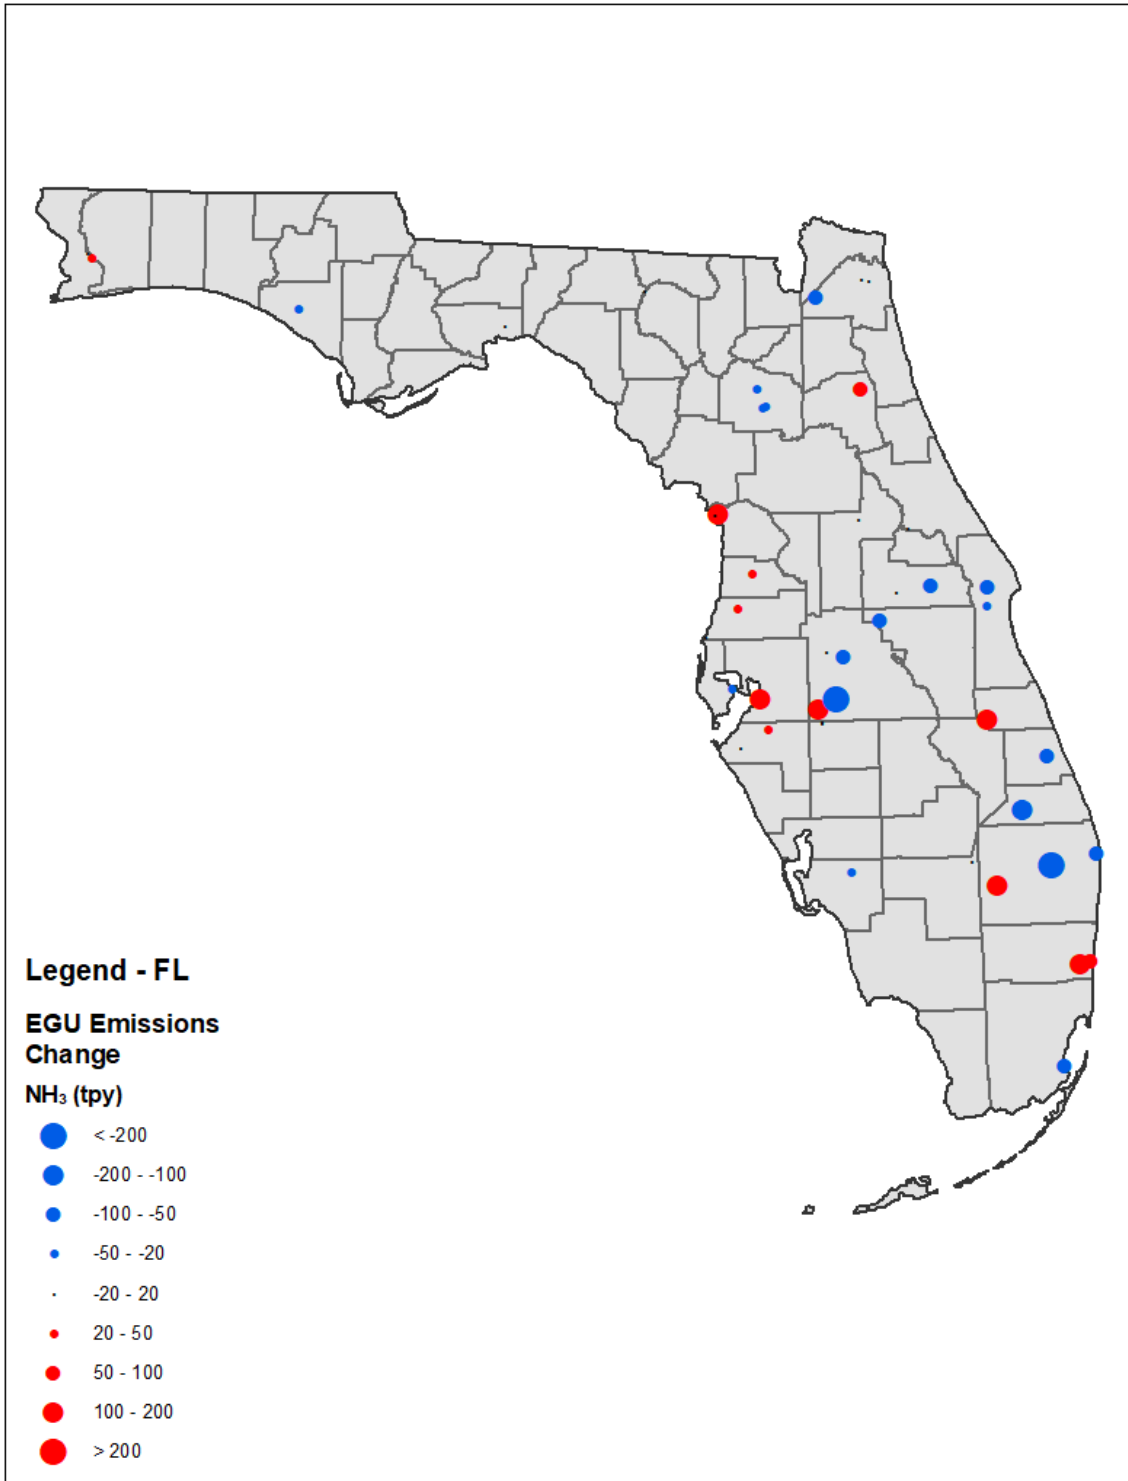 Legend - FL
EGU Emissions
Change
NH₃ (tpy)
< -200
-200 - -100
-100 - -50
-50 - -20
-20 - 20
20 - 50
50 - 100
100 - 200
> 200